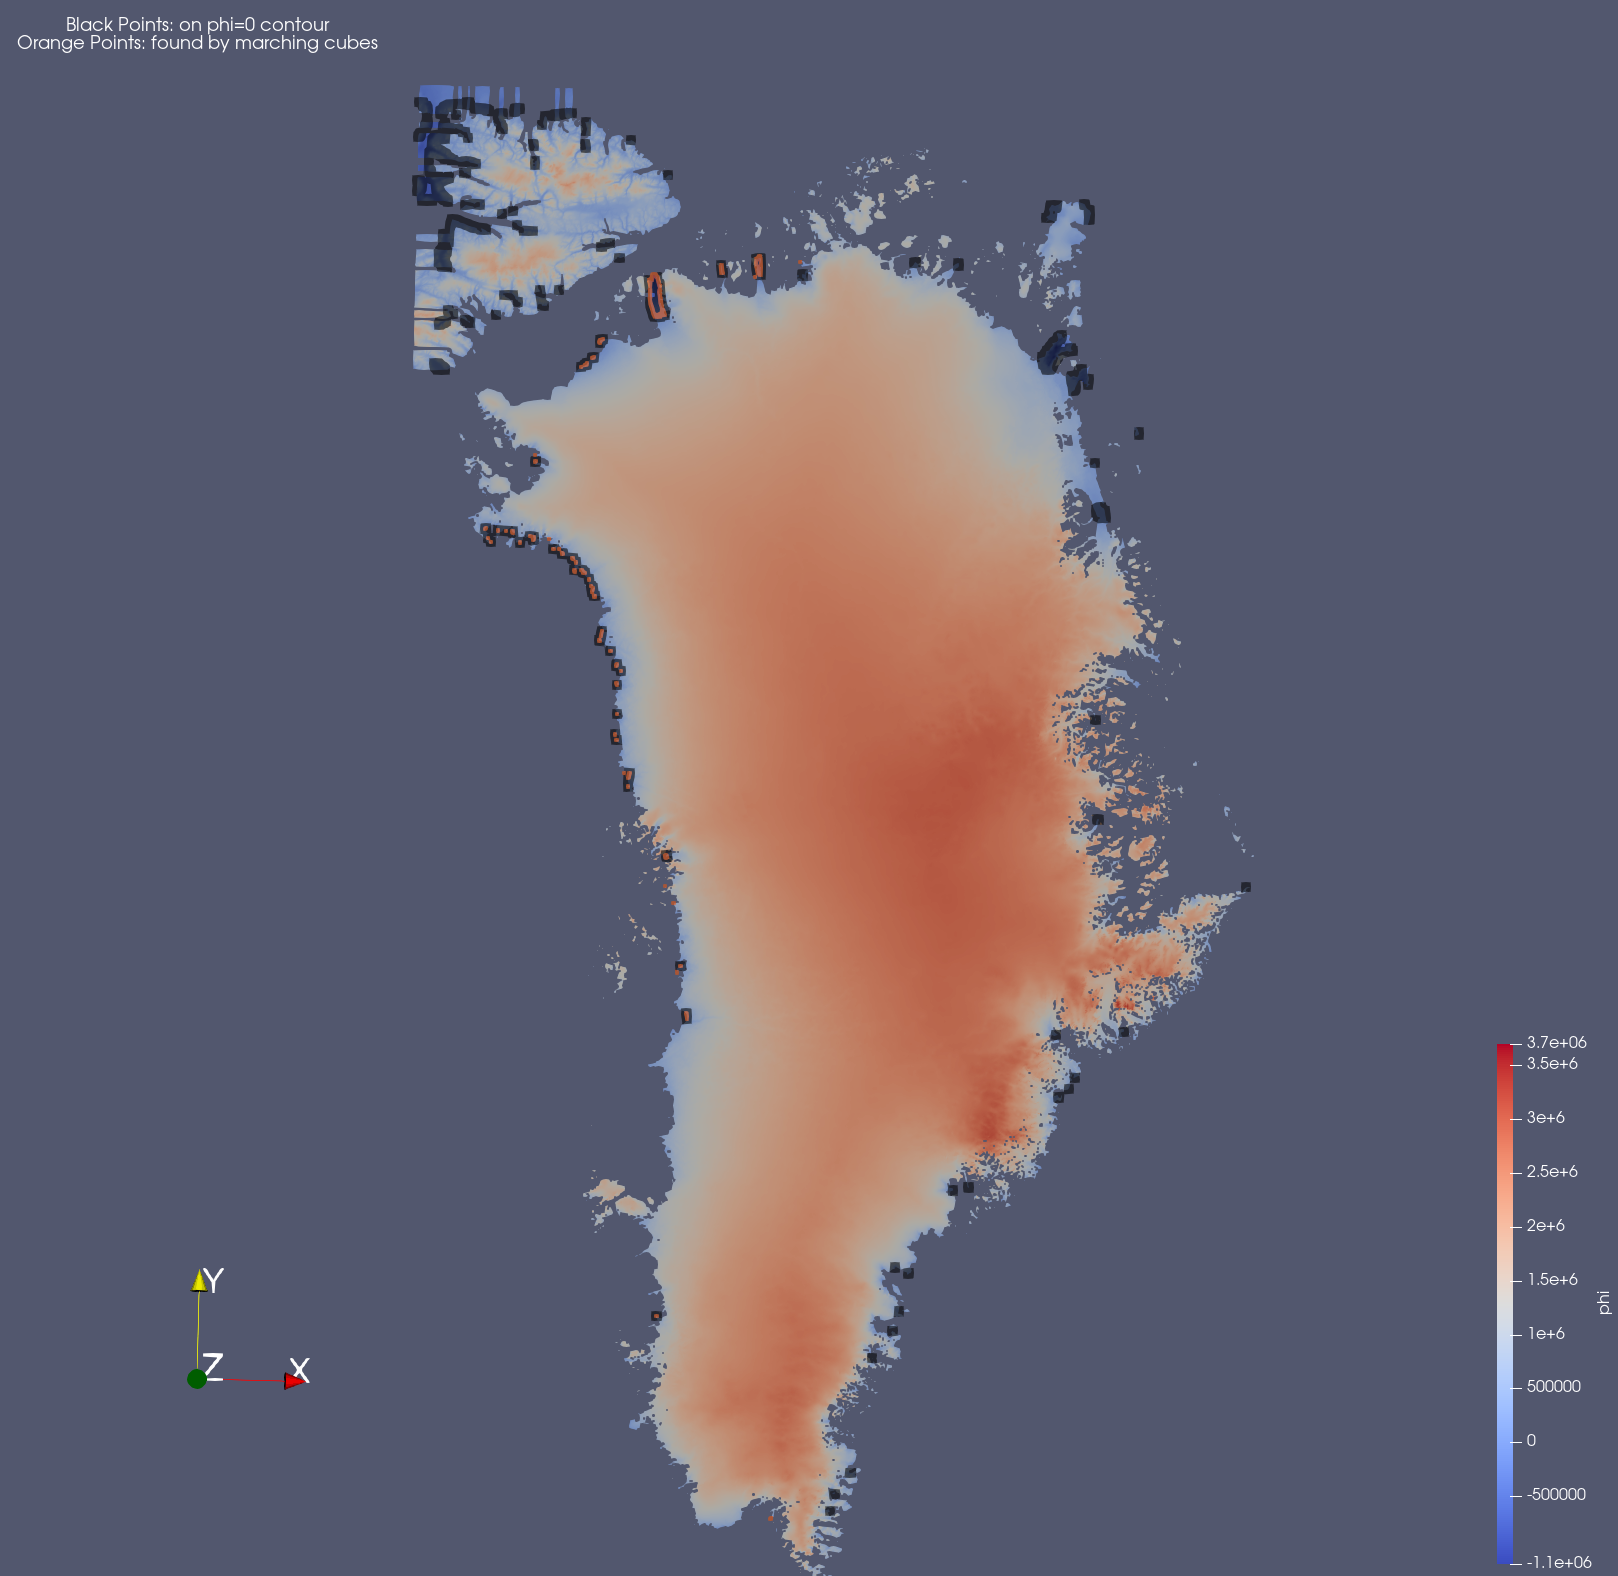 Black Points: on phi=0 contour
Orange Points: found by marching cubes
3.7e+06
3.5e+6
3e+6
2.5e+6
2e+6
1.5e+6
1e+6
500000
0
-500000
-1.1e+06
phi
Y
Z
X